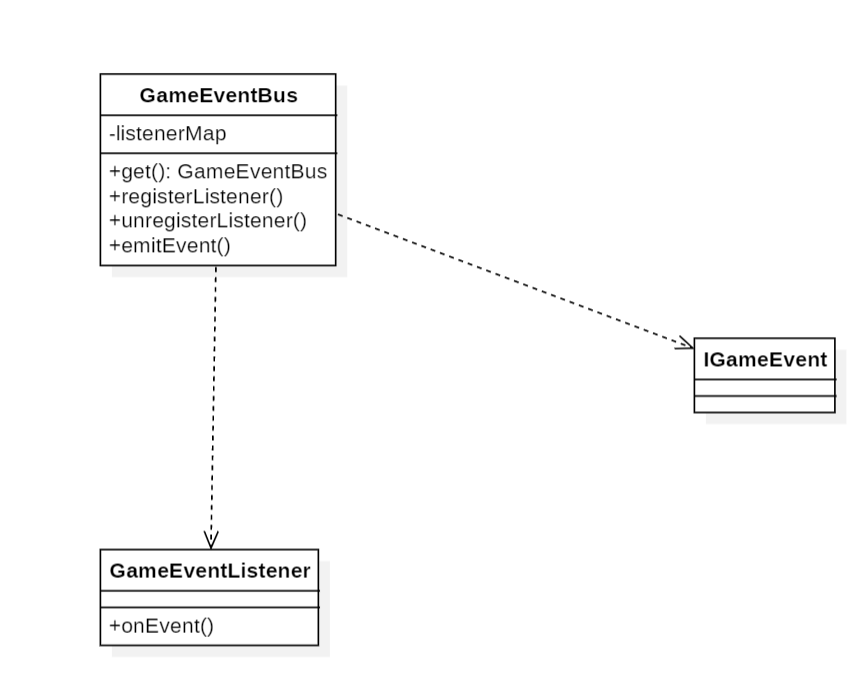 GameEventBus
-listenerMap
+get(): GameEventBus
+registerListener()
+unregisterListener()
+emitEvent()
IGameEvent
GameEventListener
+onEvent()